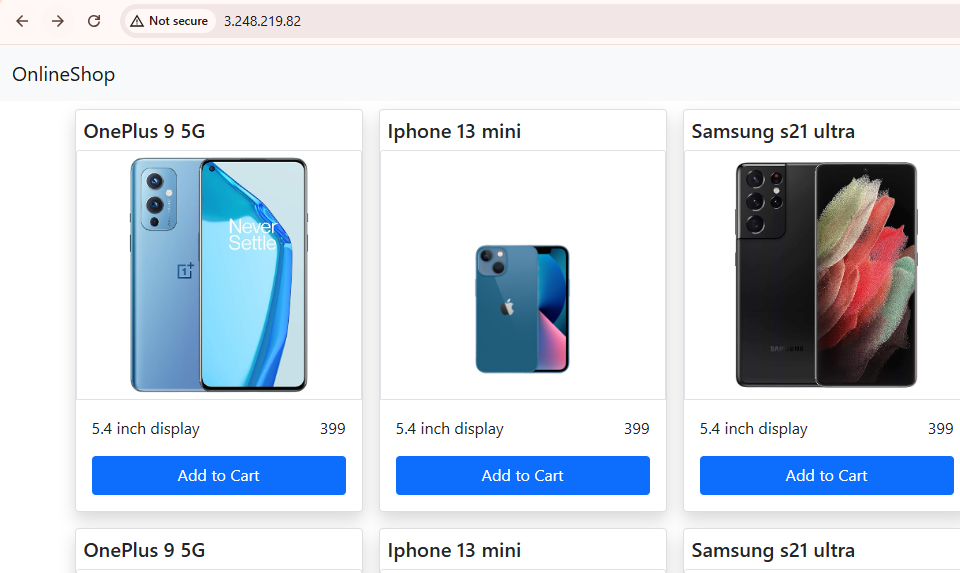 Not secure 3.248.219.82
OnlineShop
OnePlus 9 5G Iphone 13 mini Samsung s21 ultra
Never
Settle
SAMSUNG
5.4 inch display 399 5.4 inch display 399 5.4 inch display 399
Add to Cart Add to Cart Add to Cart
OnePlus 9 5G Iphone 13 mini Samsung s21 ultra